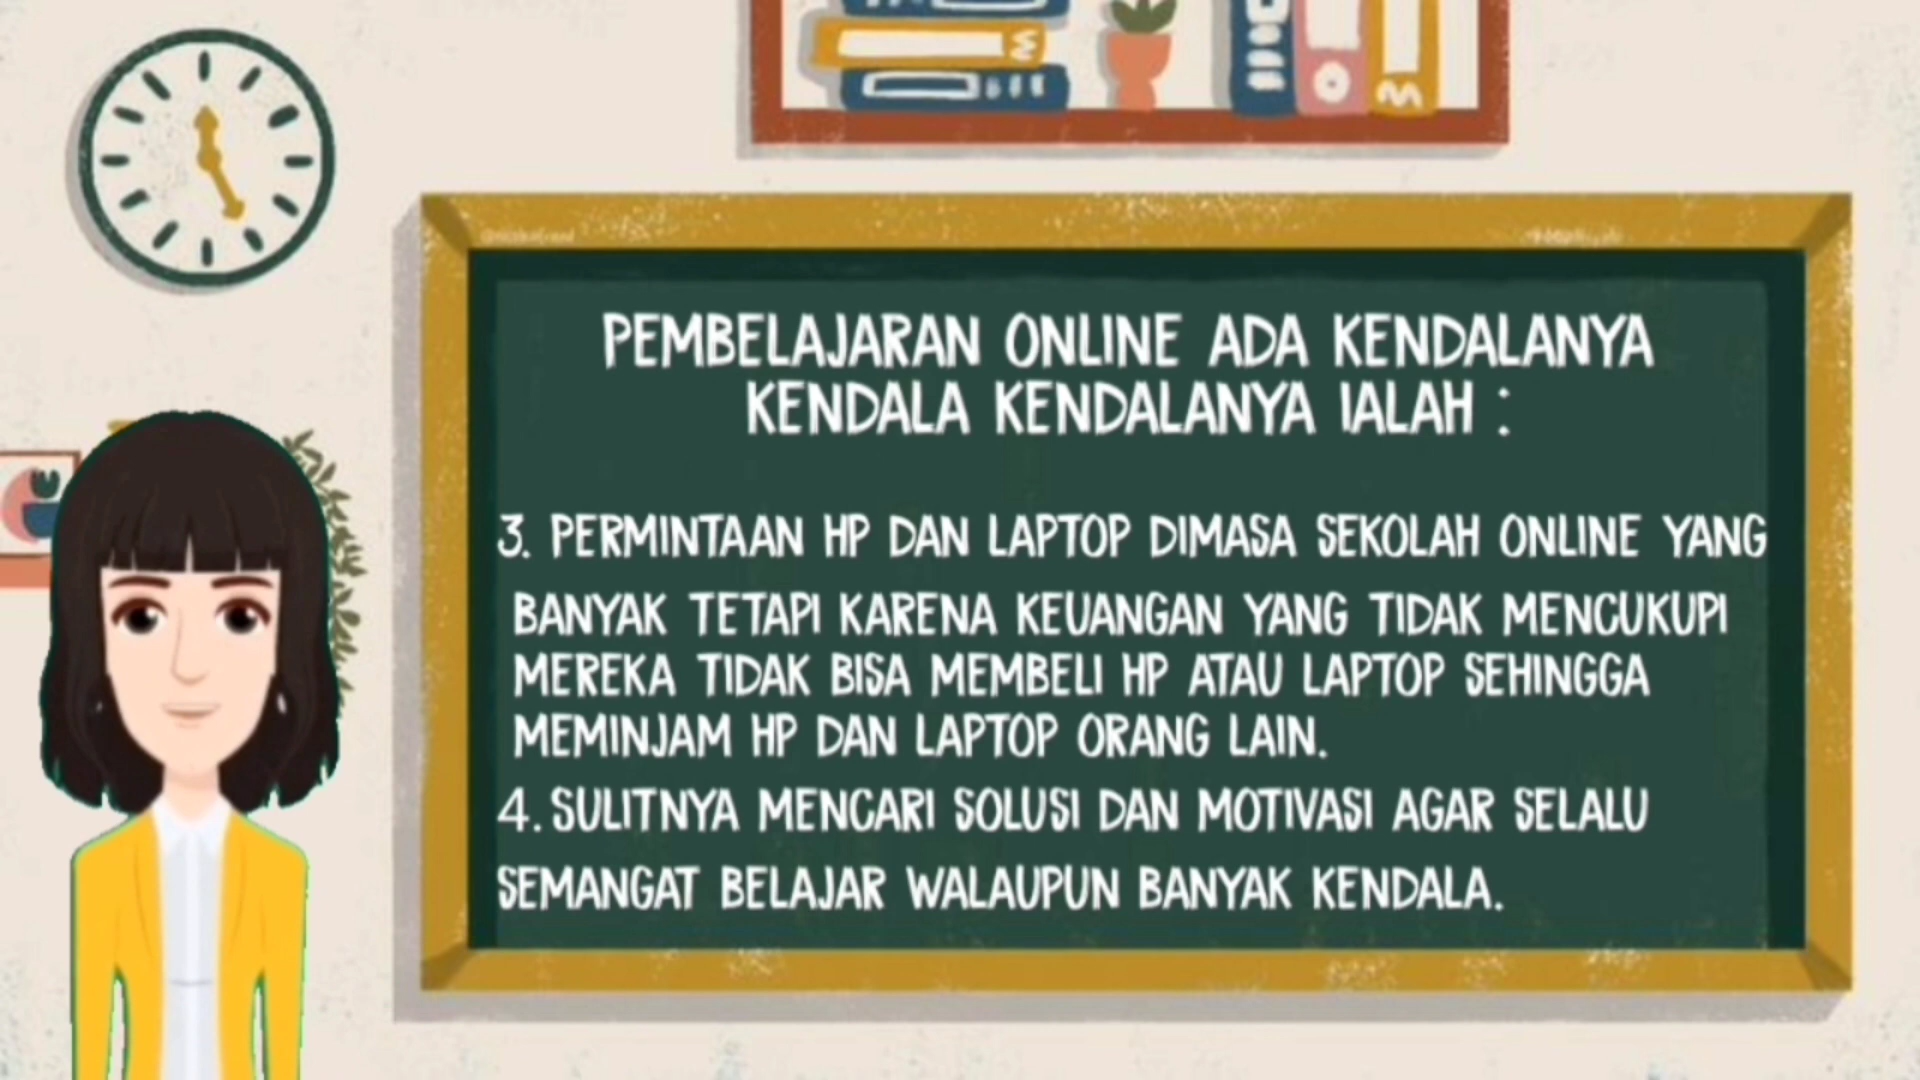 PEMBELAJARAN ONLINE ADA KENDALANYA
KENDALA KENDALANYA IALAH :
3. PERMINTAAN HP DAN LAPTOP DIMASA SEKOLAH ONLINE YANG
BANYAK TETAPI KARENA KEUANGAN YANG TIDAK MENCUKUPI
MEREKA TIDAK BISA MEMBELI HP ATAU LAPTOP SEHINGGA
MEMINJAM HP DAN LAPTOP ORANG LAIN.
4. SULITNYA MENCARI SOLUSI DAN MOTIVASI AGAR SELALU
SEMANGAT BELAJAR WALAUPUN BANYAK KENDALA.